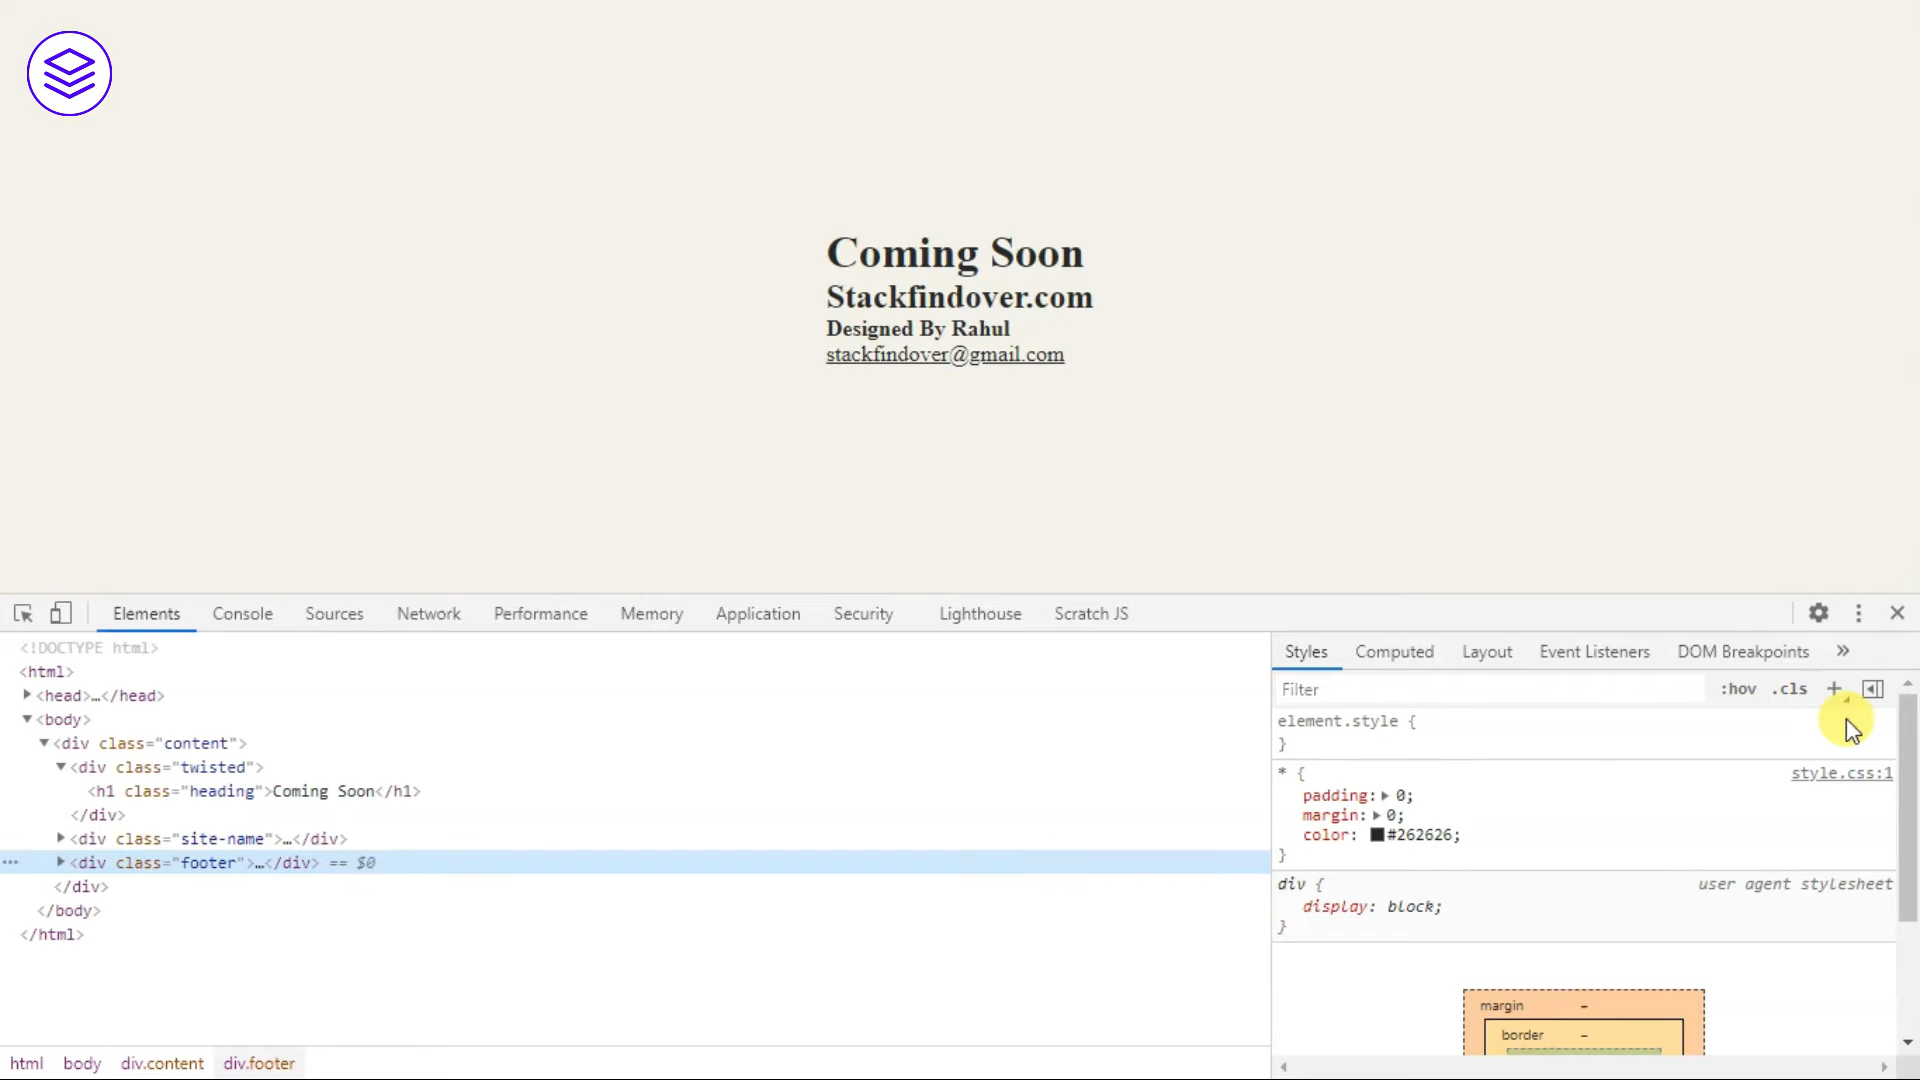 Coming Soon
Stackfindover.com
Designed By Rahul
stackfindover@gmail.com
Elements Console Sources Network Performance Memory Application Security Lighthouse Scratch JS
<!DOCTYPE html>
<html>
<head>…</head>
<body>
<div class="content">
<div class="twisted">
<h1 class="heading">Coming Soon</h1>
</div>
<div class="site-name">…</div>
… <div class="footer">…</div> == $0
</div>
</body>
</html>
html body div.content div.footer
Styles Computed Layout Event Listeners DOM Breakpoints »
Filter :hov .cls +
element.style {
}
* { style.css:1
padding: 0;
margin: 0;
color: #262626;
}
div { user agent stylesheet
display: block;
}
margin -
border -